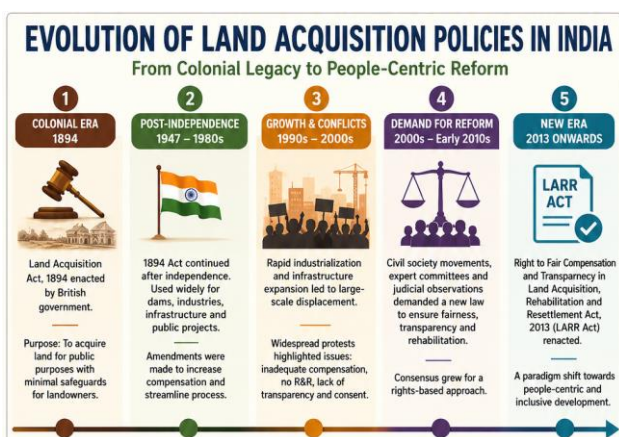 EVOLUTION OF LAND ACQUISITION POLICIES IN INDIA
From Colonial Legacy to People-Centric Reform
1
COLONIAL ERA
1894
Land Acquisition
Act, 1894 enacted
by British
government.
Purpose: To acquire
land for public
purposes with
minimal safeguards
for landowners.
2
POST-INDEPENDENCE
1947 – 1980s
1894 Act continued
after independence.
Used widely for
dams, industries,
infrastructure and
public projects.
Amendments were
made to increase
compensation and
streamline process.
3
GROWTH & CONFLICTS
1990s – 2000s
Rapid industrialization
and infrastructure
expansion led to large-
scale displacement.
Widespread protests
highlighted issues:
inadequate compensation,
no R&R, lack of
transparency and consent.
4
DEMAND FOR REFORM
2000s – Early 2010s
Civil society movements,
expert committees and
judicial observations
demanded a new law
to ensure fairness,
transparency and
rehabilitation.
Consensus grew for a
rights-based approach.
5
NEW ERA
2013 ONWARDS
LARR
ACT
Right to Fair Compensation
and Transparnecy in
Land Acquisition,
Rehabilitation and
Resettlement Act,
2013 (LARR Act)
renacted.
A paradigm shift towards
people-centric and
inclusive development.